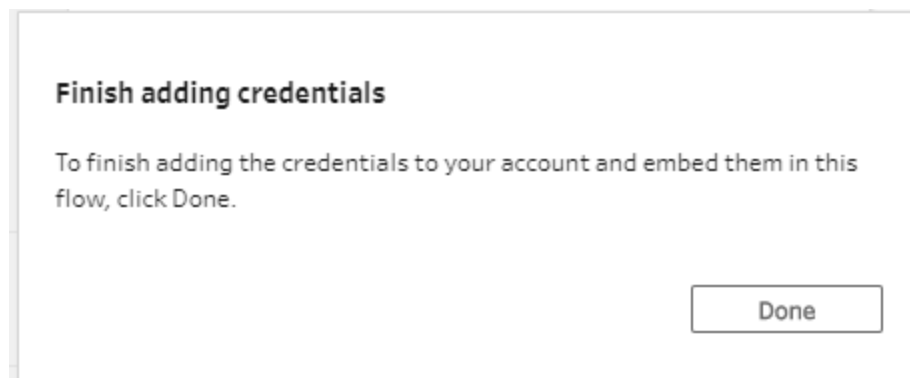 Finish adding credentials
To finish adding the credentials to your account and embed them in this
flow, click Done.
Done